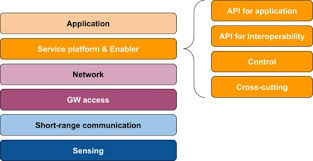 Application
Service platform & Enabler
Network
GW access
Short-range communication
Sensing
API for application
API for interoperability
Control
Cross-cutting